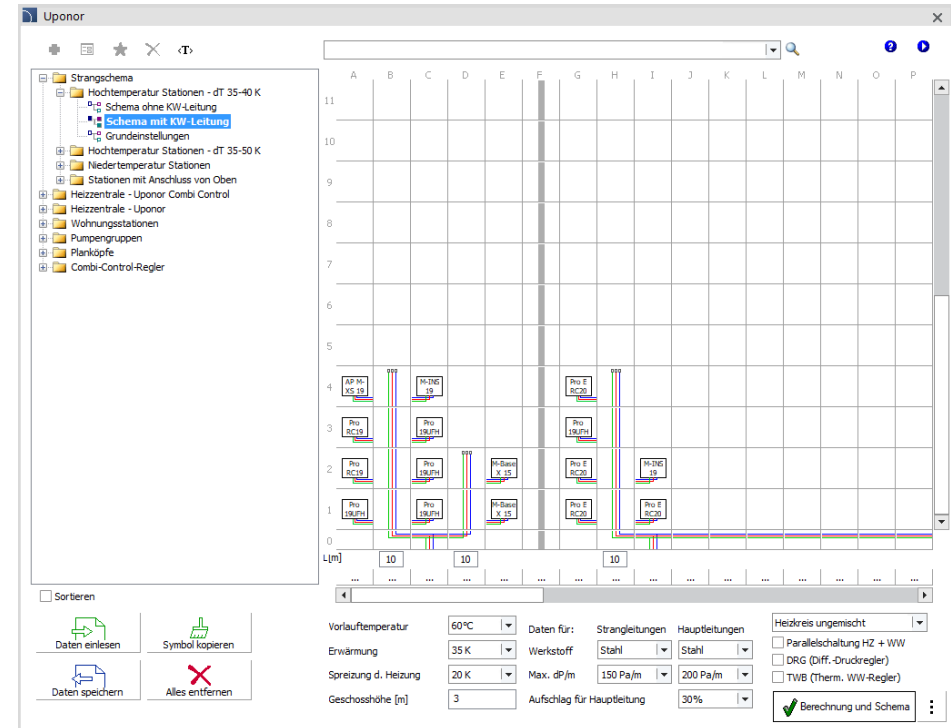 Uponor
‹T›
Strangschema
Hochtemperatur Stationen - dT 35-40 K
Schema ohne KW-Leitung
Schema mit KW-Leitung
Grundeinstellungen
Hochtemperatur Stationen - dT 35-50 K
Niedertemperatur Stationen
Stationen mit Anschluss von Oben
Heizzentrale - Uponor Combi Control
Heizzentrale - Uponor
Wohnungsstationen
Pumpengruppen
Planköpfe
Combi-Control-Regler
A B C D E F G H I J K L M N O P
11
10
9
8
7
6
5
4
AP M-
XS 19
M-INS
19
Pro E
RC20
3
Pro
RC19
Pro
19UFH
Pro
19UFH
2
Pro
RC19
Pro
19UFH
M-Base
X 15
Pro E
RC20
M-INS
19
1
Pro
19UFH
Pro
19UFH
M-Base
X 15
Pro E
RC20
Pro E
RC20
0
L[m] 10 10 10
... ... ... ... ... ... ... ... ... ... ... ... ... ... ... ...
Sortieren
Daten einlesen
Symbol kopieren
Daten speichern
Alles entfernen
Vorlauftemperatur 60°C
Erwärmung 35 K
Spreizung d. Heizung 20 K
Geschosshöhe [m] 3
Daten für: Strangleitungen Hauptleitungen
Werkstoff Stahl Stahl
Max. dP/m 150 Pa/m 200 Pa/m
Aufschlag für Hauptleitung 30%
Heizkreis ungemischt
Parallelschaltung HZ + WW
DRG (Diff.-Druckregler)
TWB (Therm. WW-Regler)
Berechnung und Schema